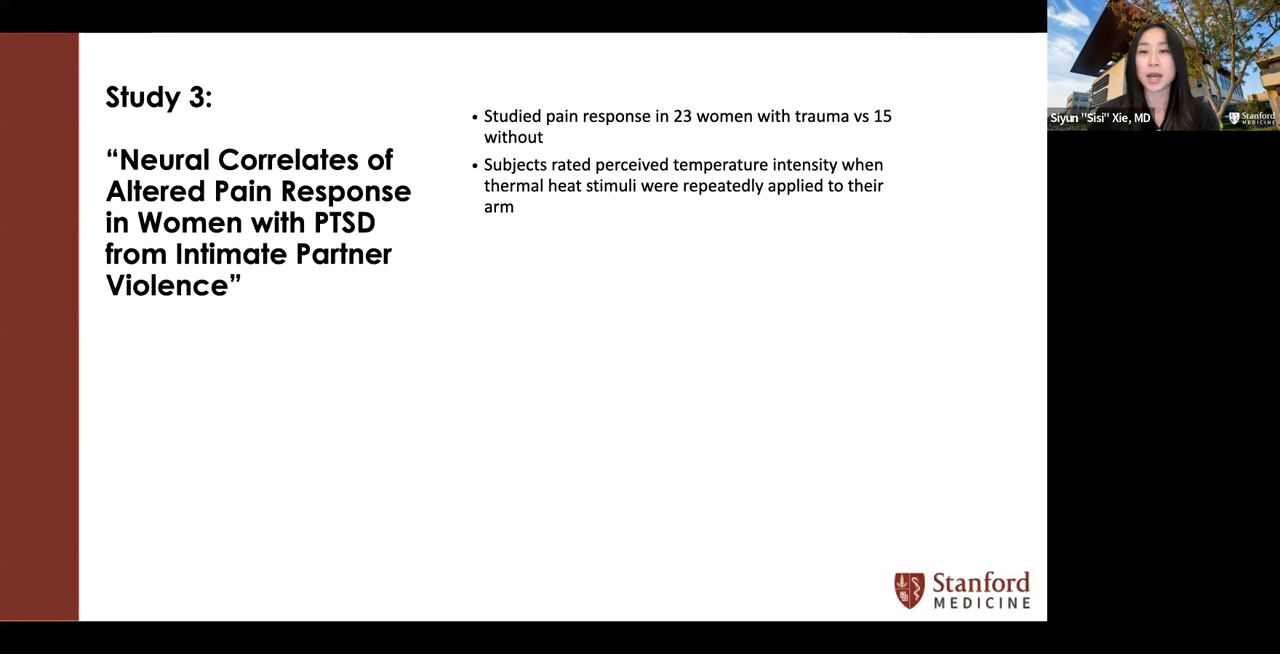 Study 3:
“Neural Correlates of
Altered Pain Response
in Women with PTSD
from Intimate Partner
Violence”
• Studied pain response in 23 women with trauma vs 15
without
• Subjects rated perceived temperature intensity when
thermal heat stimuli were repeatedly applied to their
arm
Stanford
MEDICINE
Siyun "Sisi" Xie, MD
Stanford
MEDICINE